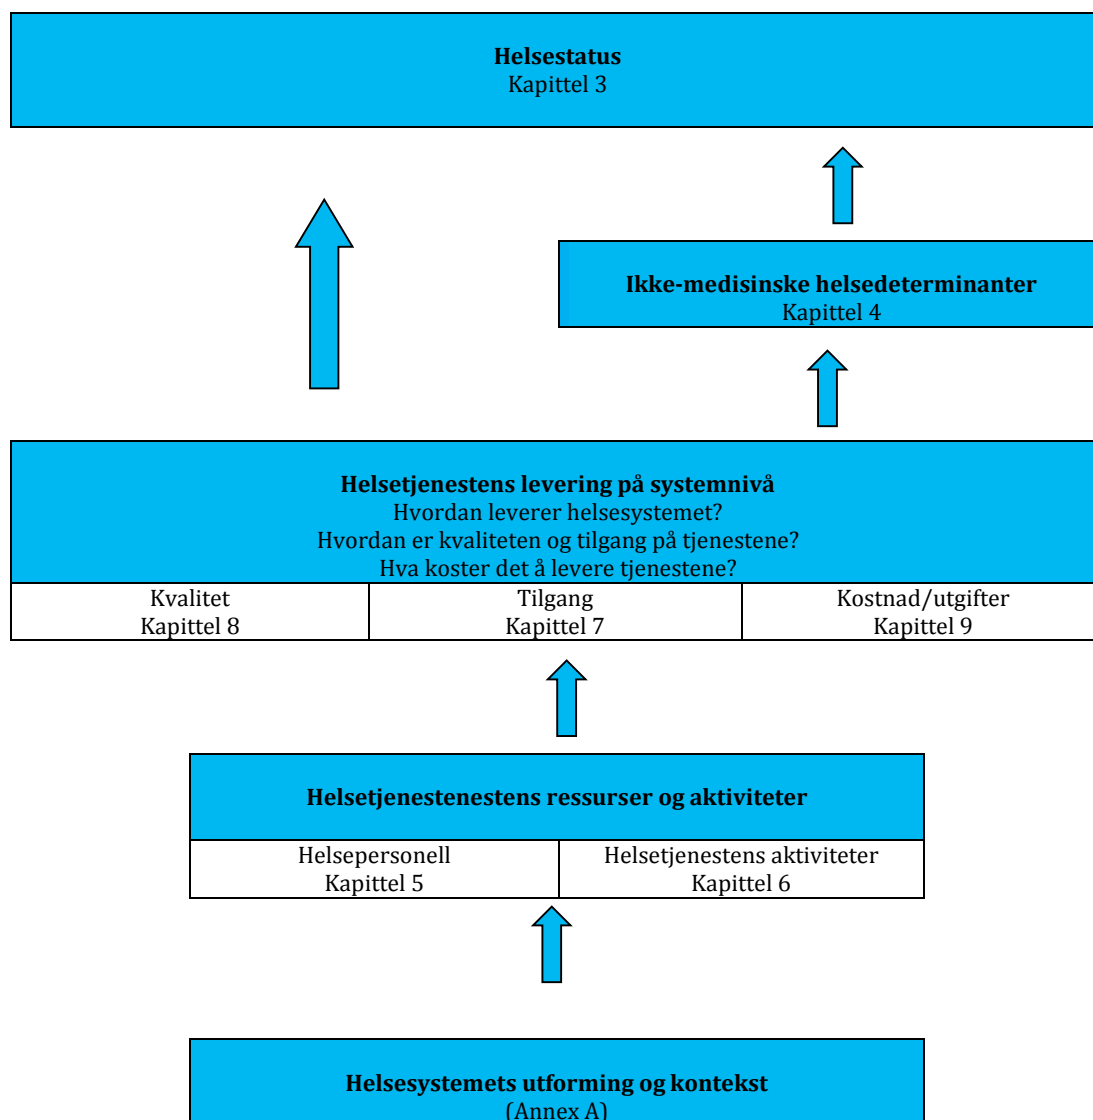 Helsestatus
Kapittel 3
Ikke-medisinske helsedeterminanter
Kapittel 4
Helsetjenestens levering på systemnivå
Hvordan leverer helsesystemet?
Hvordan er kvaliteten og tilgang på tjenestene?
Hva koster det å levere tjenestene?
Kvalitet
Kapittel 8
Tilgang
Kapittel 7
Kostnad/utgifter
Kapittel 9
Helsetjenestenestens ressurser og aktiviteter
Helsepersonell
Kapittel 5
Helsetjenestens aktiviteter
Kapittel 6
Helsesystemets utforming og kontekst
(Annex A)